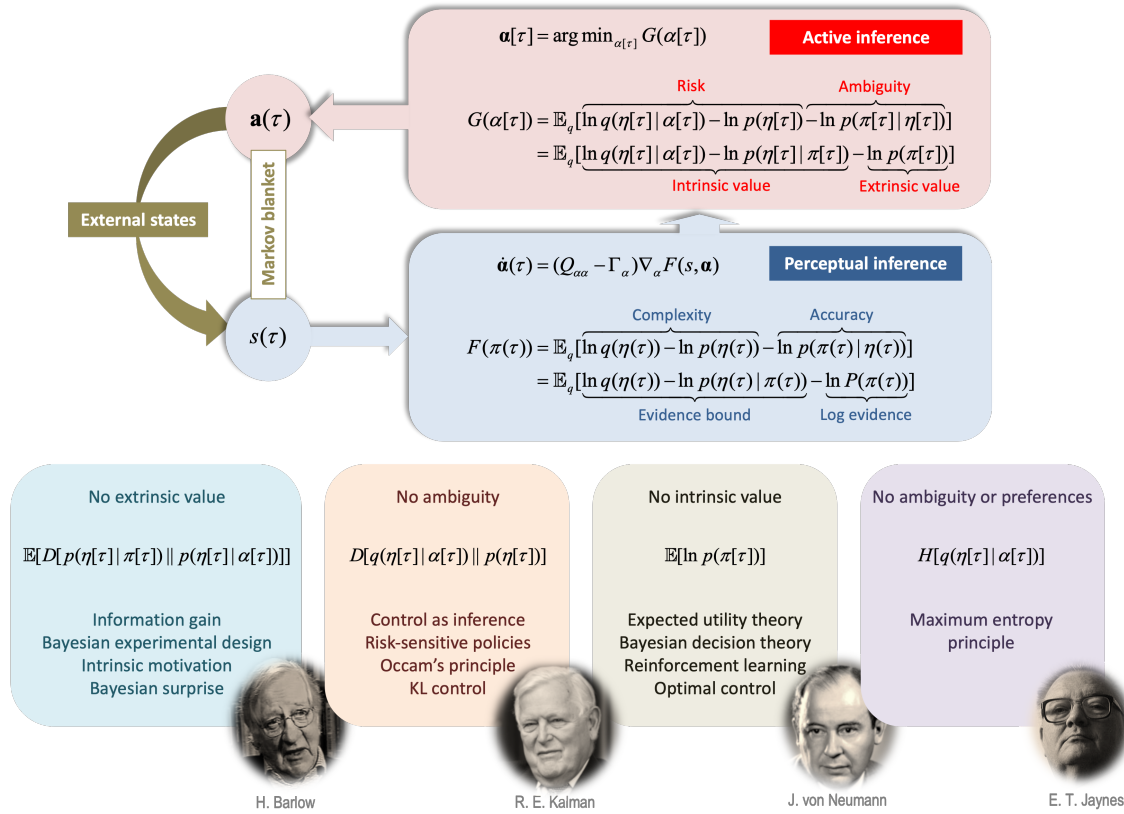 𝛂[τ] = arg min_{α[τ]} G(α[τ])
Active inference
Risk
Ambiguity
G(α[τ]) = 𝔼_q[ln q(η[τ] | α[τ]) − ln p(η[τ]) − ln p(π[τ] | η[τ])]
= 𝔼_q[ln q(η[τ] | α[τ]) − ln p(η[τ] | π[τ]) − ln p(π[τ])]
Intrinsic value
Extrinsic value
𝐚(τ)
External states
Markov blanket
s(τ)
𝛂̇(τ) = (Q_{αα} − Γ_α)∇_α F(s, 𝛂)
Perceptual inference
Complexity
Accuracy
F(π(τ)) = 𝔼_q[ln q(η(τ)) − ln p(η(τ)) − ln p(π(τ) | η(τ))]
= 𝔼_q[ln q(η(τ)) − ln p(η(τ) | π(τ)) − ln P(π(τ))]
Evidence bound
Log evidence
No extrinsic value
𝔼[D[p(η[τ] | π[τ]) || p(η[τ] | α[τ])]]
Information gain
Bayesian experimental design
Intrinsic motivation
Bayesian surprise
H. Barlow
No ambiguity
D[q(η[τ] | α[τ]) || p(η[τ])]
Control as inference
Risk-sensitive policies
Occam's principle
KL control
R. E. Kalman
No intrinsic value
𝔼[ln p(π[τ])]
Expected utility theory
Bayesian decision theory
Reinforcement learning
Optimal control
J. von Neumann
No ambiguity or preferences
H[q(η[τ] | α[τ])]
Maximum entropy
principle
E. T. Jaynes